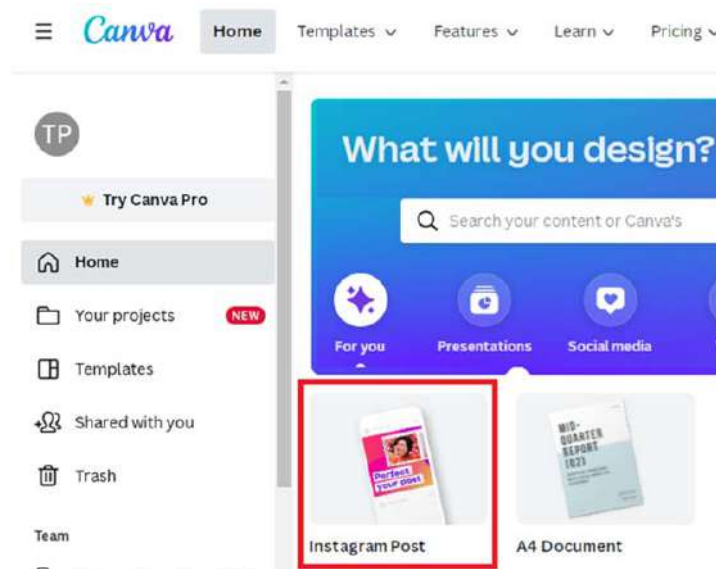 Canva
Home
Templates
Features
Learn
Pricing
TP
Try Canva Pro
Home
Your projects
NEW
Templates
Shared with you
Trash
Team
What will you design?
Search your content or Canva's
For you
Presentations
Social media
Perfect
your post
MID-
QUARTER
REPORT
Instagram Post
A4 Document